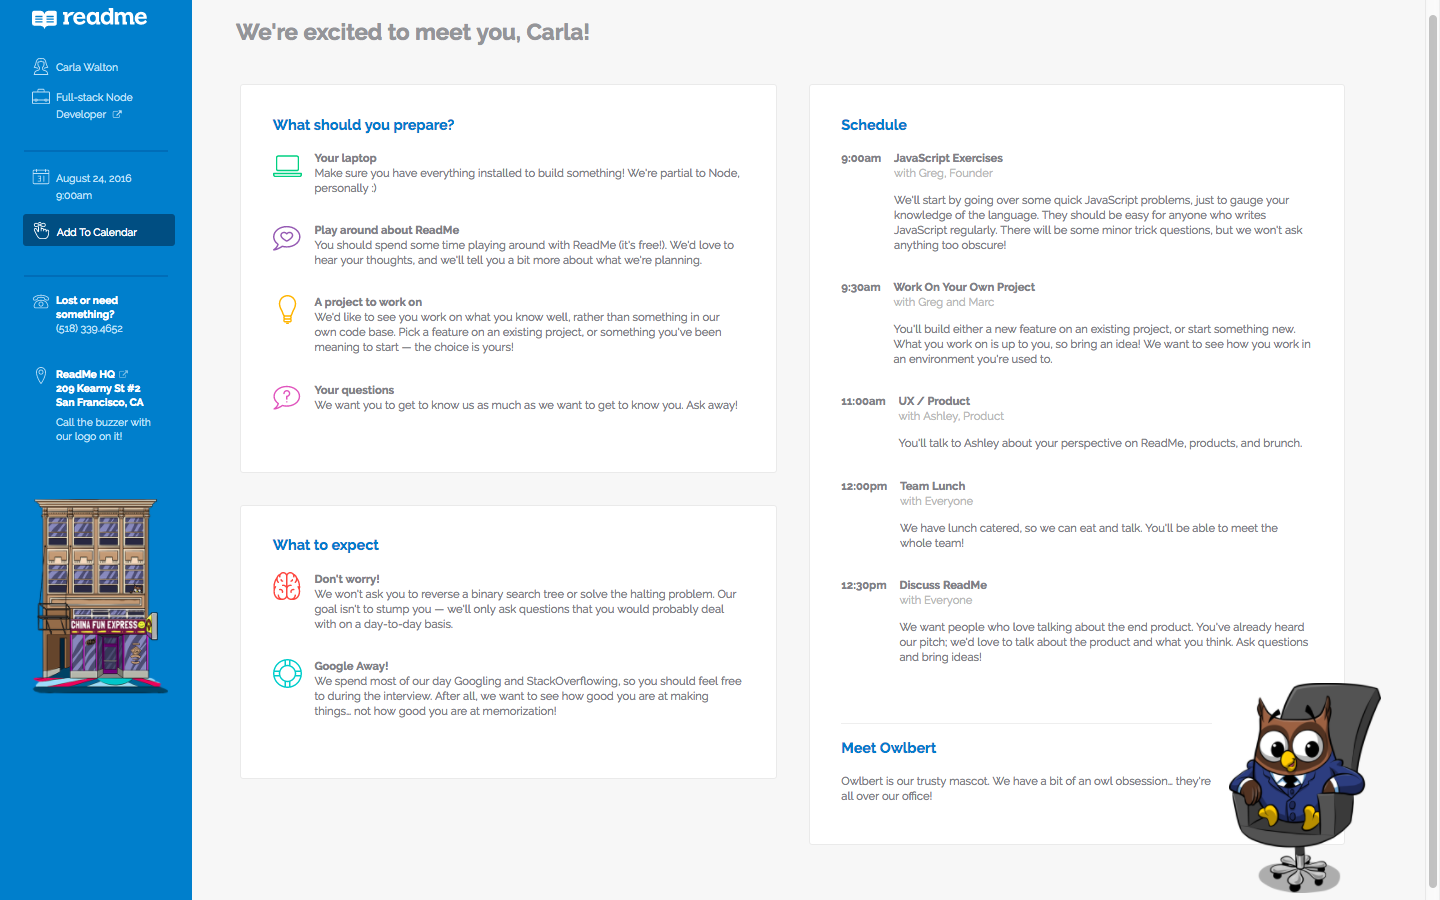 readme
Carla Walton
Full-stack Node
Developer
31
August 24, 2016
9:00am
Add To Calendar
Lost or need
something?
(518) 339.4652
ReadMe HQ
209 Kearny St #2
San Francisco, CA
Call the buzzer with
our logo on it!
CHINA FUN EXPRESS
We're excited to meet you, Carla!
What should you prepare?
Your laptop
Make sure you have everything installed to build something! We're partial to Node,
personally :)
Play around about ReadMe
You should spend some time playing around with ReadMe (it's free!). We'd love to
hear your thoughts, and we'll tell you a bit more about what we're planning.
A project to work on
We'd like to see you work on what you know well, rather than something in our
own code base. Pick a feature on an existing project, or something you've been
meaning to start — the choice is yours!
?
Your questions
We want you to get to know us as much as we want to get to know you. Ask away!
What to expect
Don't worry!
We won't ask you to reverse a binary search tree or solve the halting problem. Our
goal isn't to stump you — we'll only ask questions that you would probably deal
with on a day-to-day basis.
Google Away!
We spend most of our day Googling and StackOverflowing, so you should feel free
to during the interview. After all, we want to see how good you are at making
things... not how good you are at memorization!
Schedule
9:00am JavaScript Exercises
with Greg, Founder
We'll start by going over some quick JavaScript problems, just to gauge your
knowledge of the language. They should be easy for anyone who writes
JavaScript regularly. There will be some minor trick questions, but we won't ask
anything too obscure!
9:30am Work On Your Own Project
with Greg and Marc
You'll build either a new feature on an existing project, or start something new.
What you work on is up to you, so bring an idea! We want to see how you work in
an environment you're used to.
11:00am UX / Product
with Ashley, Product
You'll talk to Ashley about your perspective on ReadMe, products, and brunch.
12:00pm Team Lunch
with Everyone
We have lunch catered, so we can eat and talk. You'll be able to meet the
whole team!
12:30pm Discuss ReadMe
with Everyone
We want people who love talking about the end product. You've already heard
our pitch; we'd love to talk about the product and what you think. Ask questions
and bring ideas!
Meet Owlbert
Owlbert is our trusty mascot. We have a bit of an owl obsession... they're
all over our office!